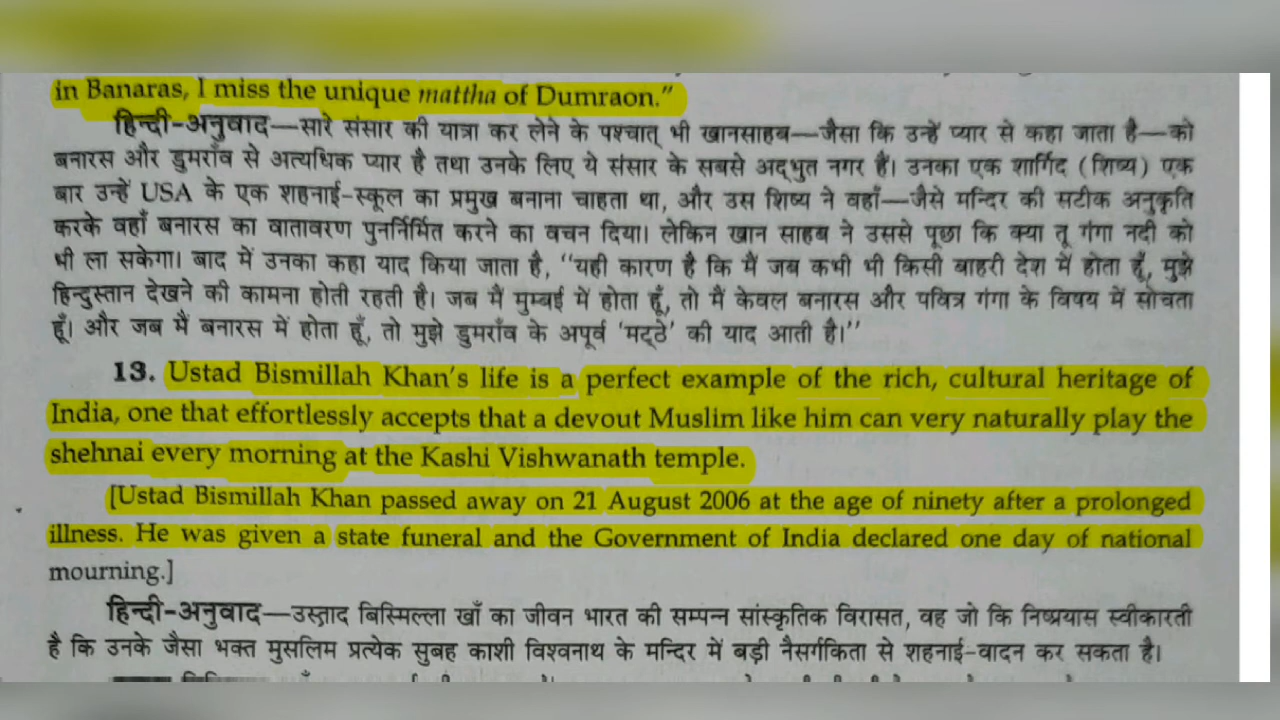 in Banaras, I miss the unique mattha of Dumraon.”
हिन्दी-अनुवाद—सारे संसार की यात्रा कर लेने के पश्चात् भी खानसाहब—जैसा कि उन्हें प्यार से कहा जाता है—को
बनारस और डुमराँव से अत्यधिक प्यार है तथा उनके लिए ये संसार के सबसे अद्भुत नगर हैं। उनका एक शार्गिद (शिष्य) एक
बार उन्हें USA के एक शहनाई-स्कूल का प्रमुख बनाना चाहता था, और उस शिष्य ने वहाँ—जैसे मन्दिर की सटीक अनुकृति
करके वहाँ बनारस का वातावरण पुनर्निर्मित करने का वचन दिया। लेकिन खान साहब ने उससे पूछा कि क्या तू गंगा नदी को
भी ला सकेगा। बाद में उनका कहा याद किया जाता है, “यही कारण है कि मैं जब कभी भी किसी बाहरी देश में होता हूँ, मुझे
हिन्दुस्तान देखने की कामना होती रहती है। जब मैं मुम्बई में होता हूँ, तो मैं केवल बनारस और पवित्र गंगा के विषय में सोचता
हूँ। और जब मैं बनारस में होता हूँ, तो मुझे डुमराँव के अपूर्व ‘मट्ठे’ की याद आती है।”
13. Ustad Bismillah Khan’s life is a perfect example of the rich, cultural heritage of
India, one that effortlessly accepts that a devout Muslim like him can very naturally play the
shehnai every morning at the Kashi Vishwanath temple.
[Ustad Bismillah Khan passed away on 21 August 2006 at the age of ninety after a prolonged
illness. He was given a state funeral and the Government of India declared one day of national
mourning.]
हिन्दी-अनुवाद—उस्ताद बिस्मिल्ला खाँ का जीवन भारत की सम्पन्न सांस्कृतिक विरासत, वह जो कि निष्प्रयास स्वीकारती
है कि उनके जैसा भक्त मुसलिम प्रत्येक सुबह काशी विश्वनाथ के मन्दिर में बड़ी नैसर्गिकता से शहनाई-वादन कर सकता है।